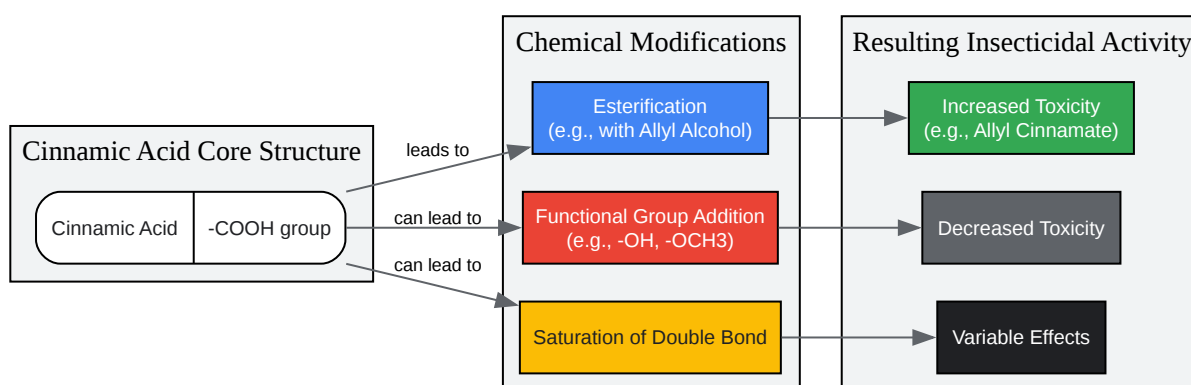 Cinnamic Acid Core Structure
Cinnamic Acid
-COOH group
leads to
can lead to
can lead to
Chemical Modifications
Esterification
(e.g., with Allyl Alcohol)
Functional Group Addition
(e.g., -OH, -OCH3)
Saturation of Double Bond
Resulting Insecticidal Activity
Increased Toxicity
(e.g., Allyl Cinnamate)
Decreased Toxicity
Variable Effects